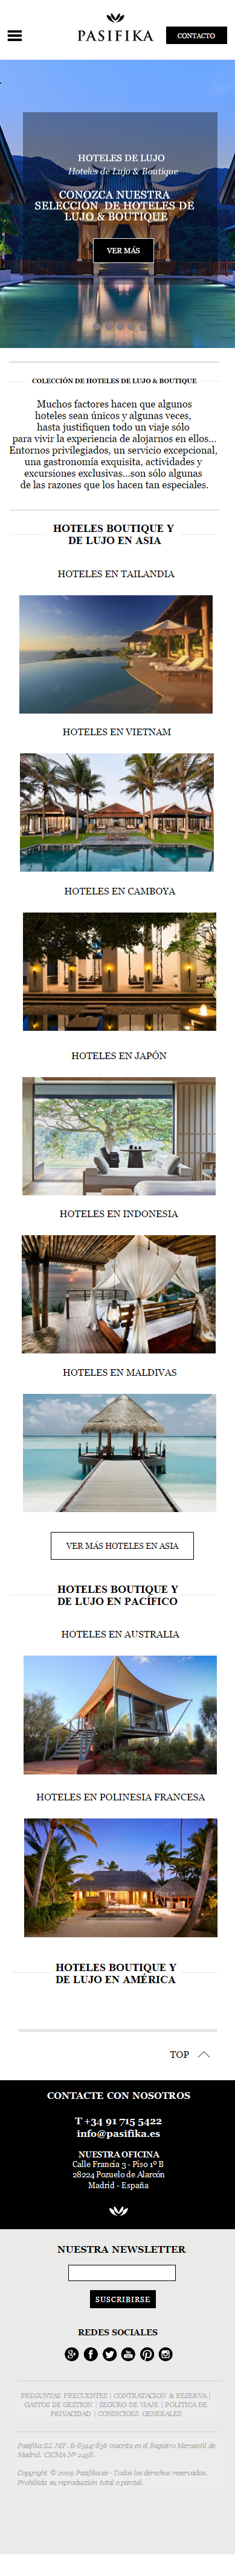 PASIFIKA
CONTACTO
HOTELES DE LUJO
Hoteles de Lujo & Boutique
CONOZCA NUESTRA
SELECCIÓN DE HOTELES DE
LUJO & BOUTIQUE
VER MÁS
COLECCIÓN DE HOTELES DE LUJO & BOUTIQUE
Muchos factores hacen que algunos
hoteles sean únicos y algunas veces,
hasta justifiquen todo un viaje sólo
para vivir la experiencia de alojarnos en ellos...
Entornos privilegiados, un servicio excepcional,
una gastronomía exquisita, actividades y
excursiones exclusivas...son sólo algunas
de las razones que los hacen tan especiales.
HOTELES BOUTIQUE Y
DE LUJO EN ASIA
HOTELES EN TAILANDIA
HOTELES EN VIETNAM
HOTELES EN CAMBOYA
HOTELES EN JAPÓN
HOTELES EN INDONESIA
HOTELES EN MALDIVAS
VER MÁS HOTELES EN ASIA
HOTELES BOUTIQUE Y
DE LUJO EN PACÍFICO
HOTELES EN AUSTRALIA
HOTELES EN POLINESIA FRANCESA
HOTELES BOUTIQUE Y
DE LUJO EN AMÉRICA
TOP
CONTACTE CON NOSOTROS
T +34 91 715 5422
info@pasifika.es
NUESTRA OFICINA
Calle Francia 3 - Piso 1º B
28224 Pozuelo de Alarcón
Madrid - España
NUESTRA NEWSLETTER
SUSCRIBIRSE
REDES SOCIALES
PREGUNTAS FRECUENTES | CONTRATACION & RESERVA |
GASTOS DE GESTION | SEGURO DE VIAJE | POLITICA DE
PRIVACIDAD | CONDICIOES GENERALES
Pasifika S.L NIF. B-85947836 inscrita en el Registro Mercantil de
Madrid. CICMA Nº 2438.
Copyright © 2009 Pasifika.es - Todos los derechos reservados.
Prohibida su reproducción total o parcial.